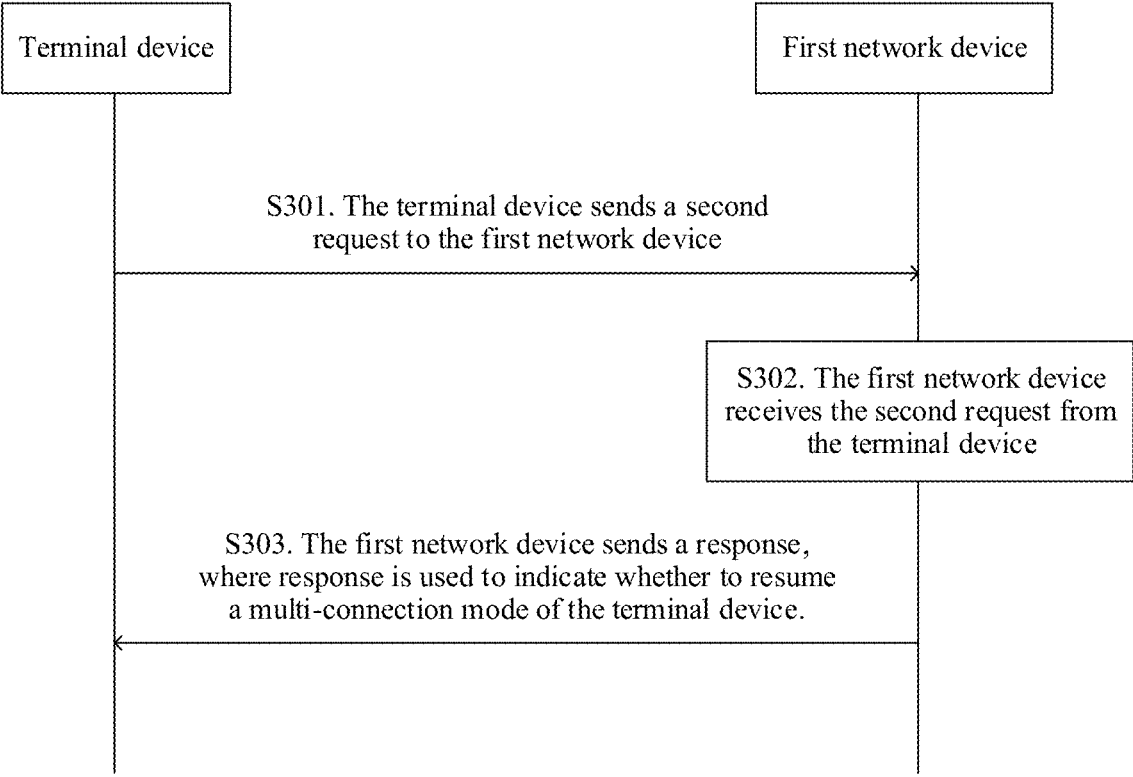 Terminal device
First network device
S301. The terminal device sends a second
request to the first network device
S302. The first network device
receives the second request from
the terminal device
S303. The first network device sends a response,
where response is used to indicate whether to resume
a multi-connection mode of the terminal device.